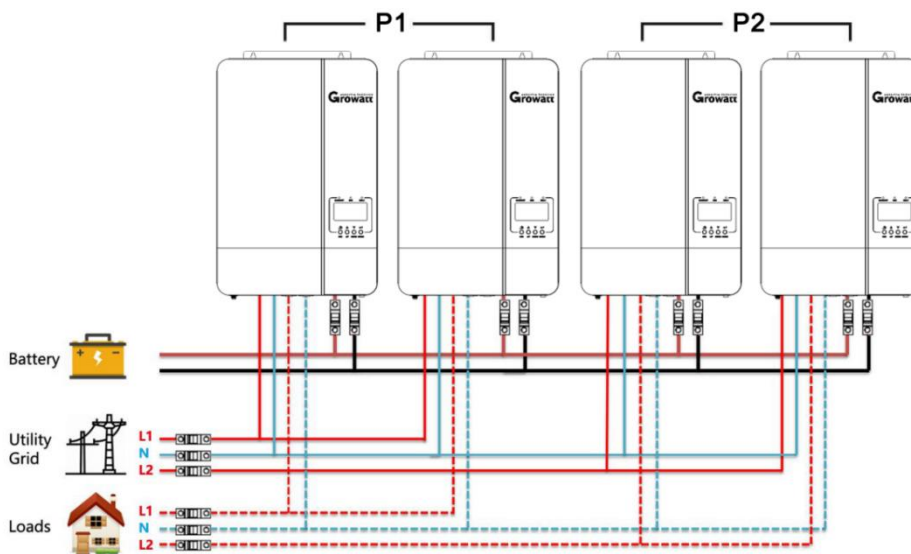 P1
P2
Growatt
Growatt
Growatt
Growatt
Battery
Utility
Grid
L1
N
L2
Loads
L1
N
L2